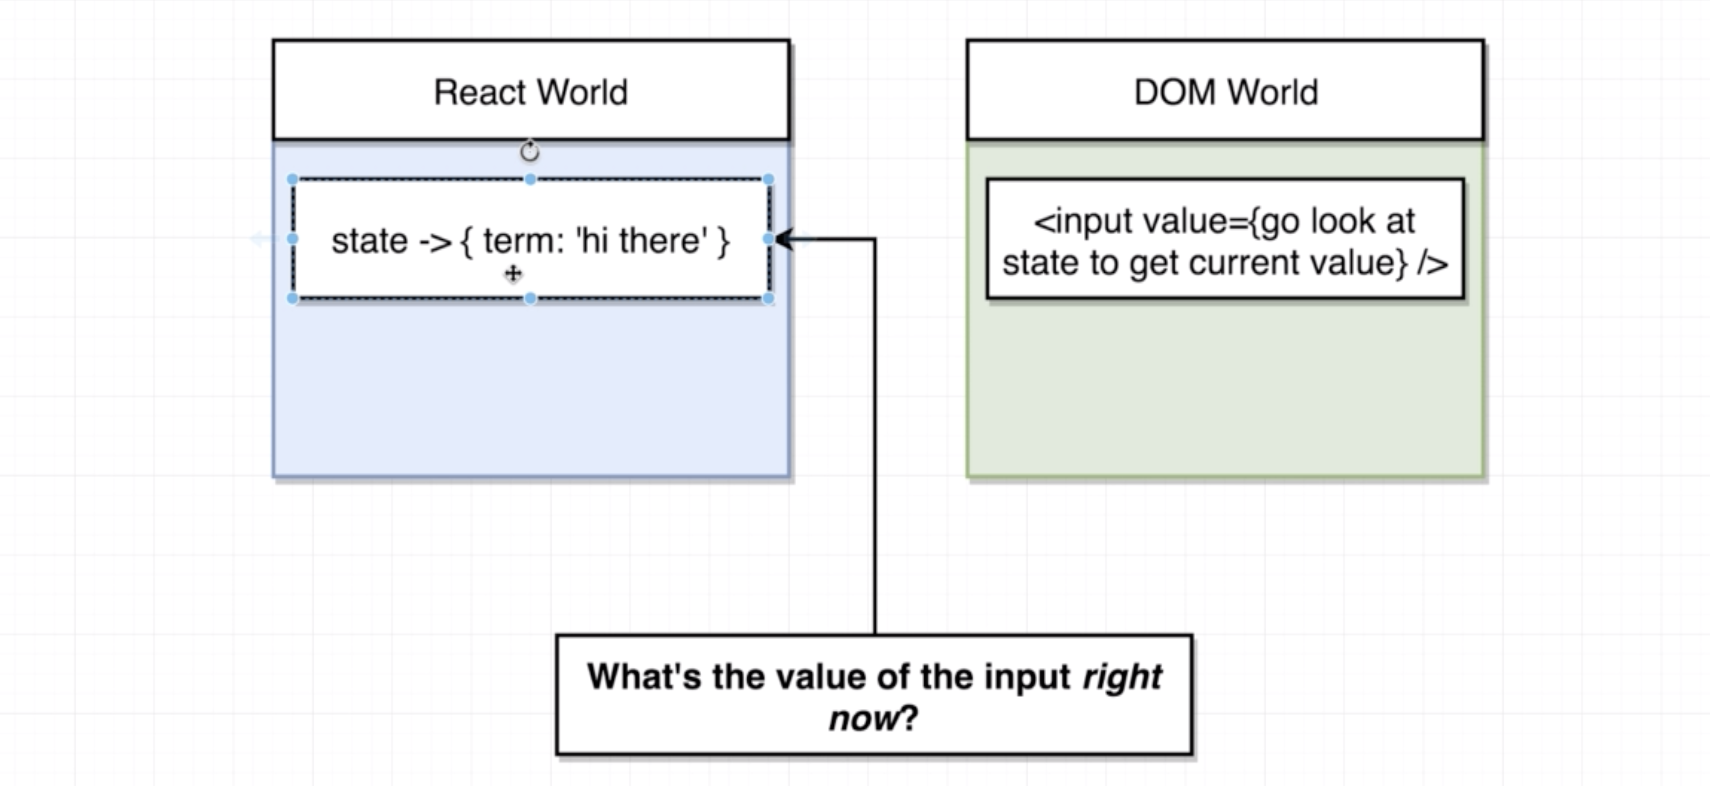 React World
DOM World
state -> { term: 'hi there' }
<input value={go look at
state to get current value} />
What's the value of the input right
now?